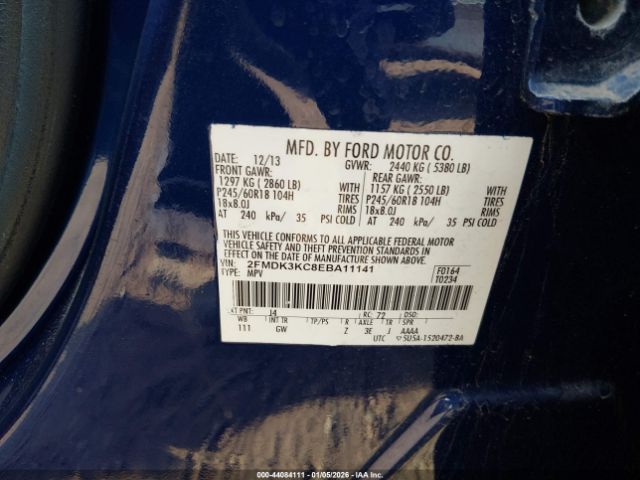 MFD. BY FORD MOTOR CO.
DATE: 12/13 GVWR: 2440 KG ( 5380 LB)
FRONT GAWR: REAR GAWR:
1297 KG ( 2860 LB) WITH 1157 KG ( 2550 LB) WITH
P245/60R18 104H TIRES P245/60R18 104H TIRES
18x8.0J RIMS 18x8.0J RIMS
AT 240 kPa/ 35 PSI COLD AT 240 kPa/ 35 PSI COLD
THIS VEHICLE CONFORMS TO ALL APPLICABLE FEDERAL MOTOR
VEHICLE SAFETY AND BUMPER AND THEFT PREVENTION STANDARDS IN
EFFECT ON THE DATE OF MANUFACTURE SHOWN ABOVE.
VIN: 2FMDK3KC8EBA11141
TYPE: MPV
F0164
T0234
EXT PNT: J4 RC: 72 DSO:
WB INT TR TP/PS R AXLE TR SPR
111 GW Z 3E J AAAA
UTC 5U5A-1520472-BA
000-44084111 | 01/05/2026 | IAA Inc.